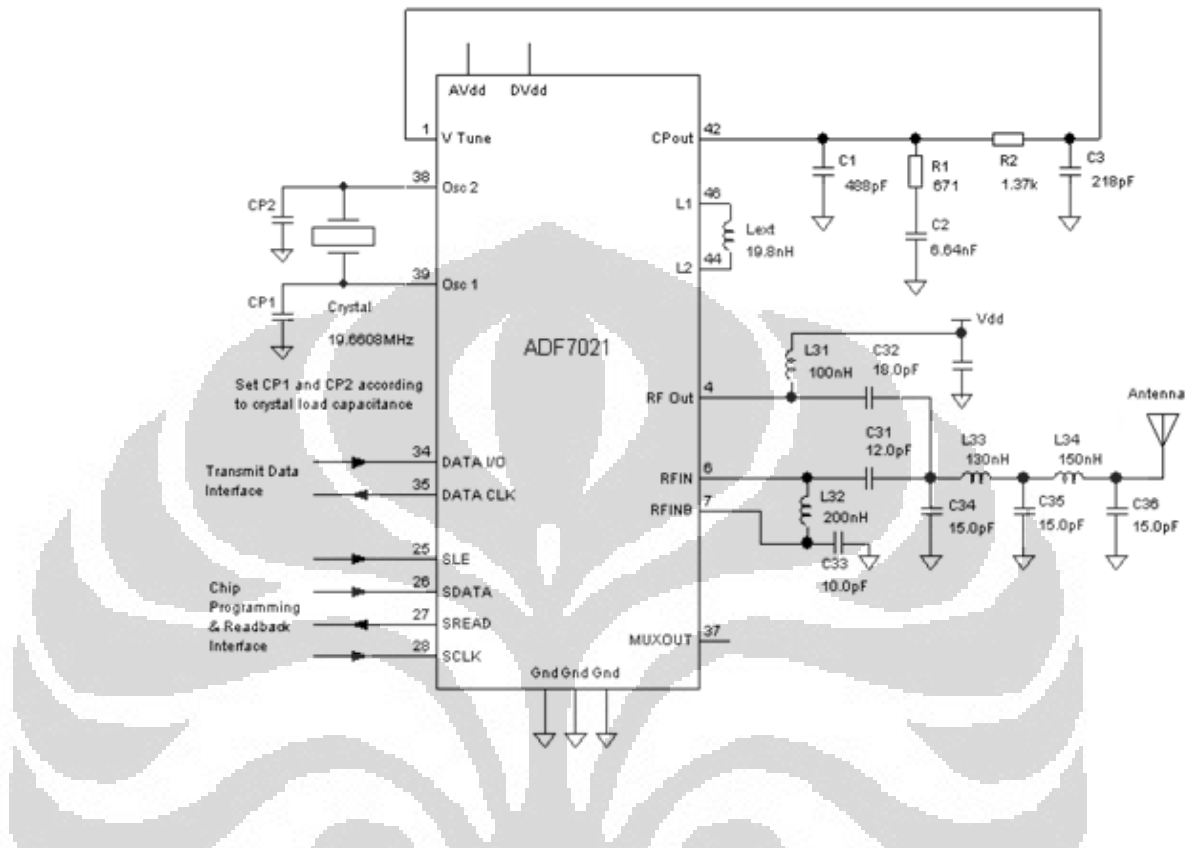 AVdd DVdd
1 V Tune
CPout 42
38 Osc 2
CP2
39 Osc 1
CP1
Crystal
19.6608MHz
Set CP1 and CP2 according
to crystal load capacitance
ADF7021
C1
488pF
R1
671
R2
1.37k
C3
218pF
C2
6.64nF
46
L1
Lext
19.8nH
44
L2
Vdd
L31
100nH
C32
18.0pF
RF Out 4
Antenna
C31
12.0pF
L33
130nH
L34
150nH
RFIN 6
RFINB 7
L32
200nH
C34
15.0pF
C35
15.0pF
C36
15.0pF
C33
10.0pF
Transmit Data
Interface
34 DATA I/O
35 DATA CLK
25 SLE
Chip
Programming
& Readback
Interface
26 SDATA
27 SREAD
28 SCLK
MUXOUT 37
Gnd Gnd Gnd